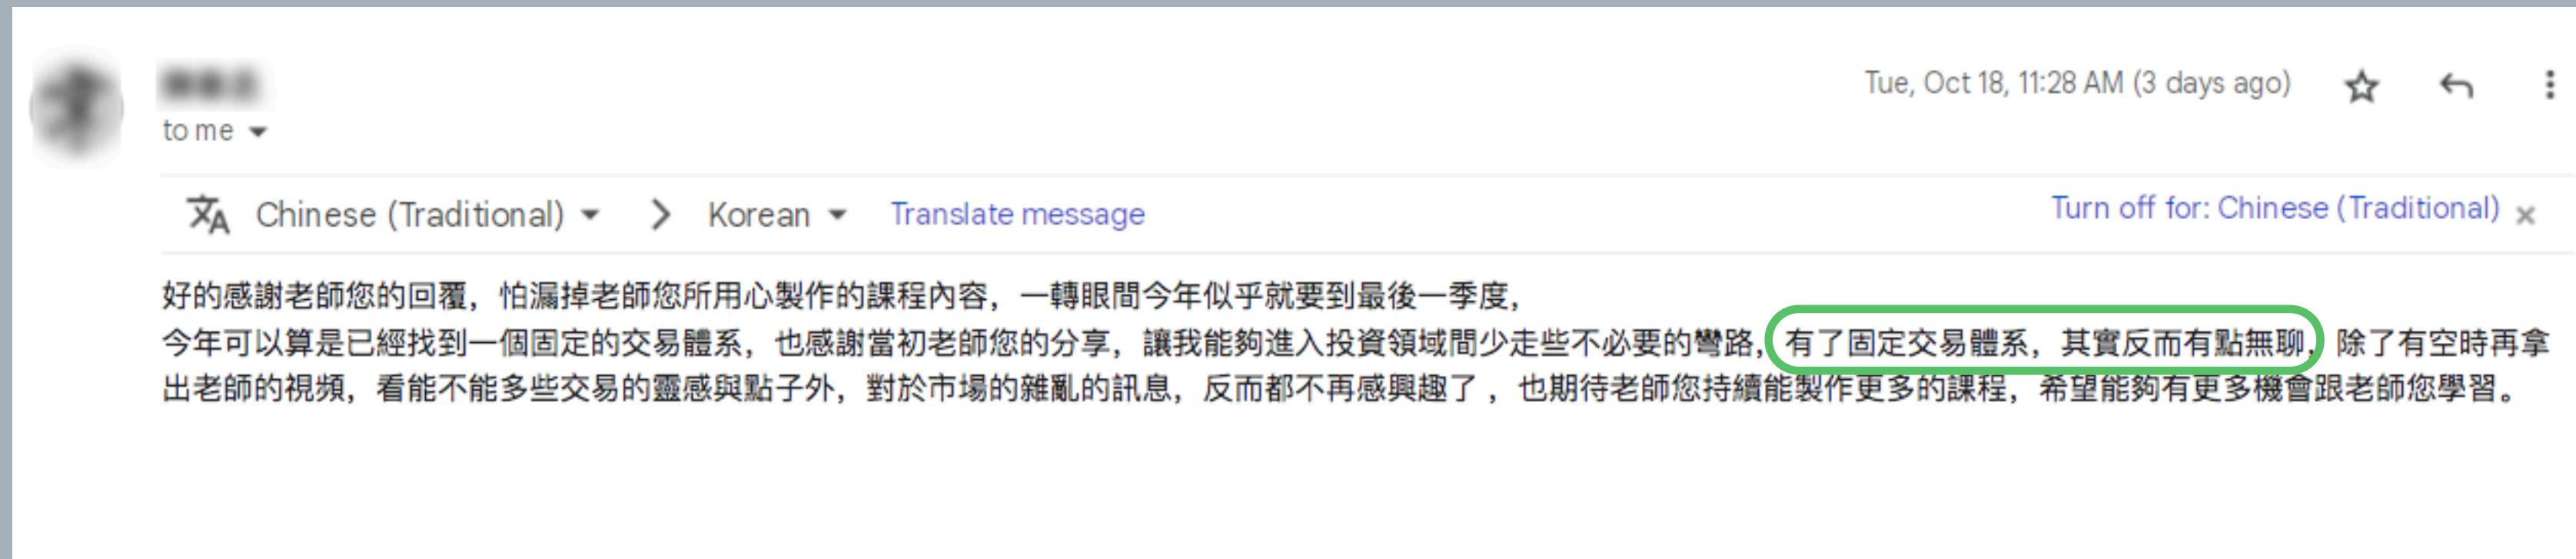 Tue, Oct 18, 11:28 AM (3 days ago)
to me
Chinese (Traditional) Korean Translate message Turn off for: Chinese (Traditional)
好的感謝老師您的回覆，怕漏掉老師您所用心製作的課程內容，一轉眼間今年似乎就要到最後一季度，
今年可以算是已經找到一個固定的交易體系，也感謝當初老師您的分享，讓我能夠進入投資領域間少走些不必要的彎路，有了固定交易體系，其實反而有點無聊，除了有空時再拿
出老師的視頻，看能不能多些交易的靈感與點子外，對於市場的雜亂的訊息，反而都不再感興趣了，也期待老師您持續能製作更多的課程，希望能夠有更多機會跟老師您學習。